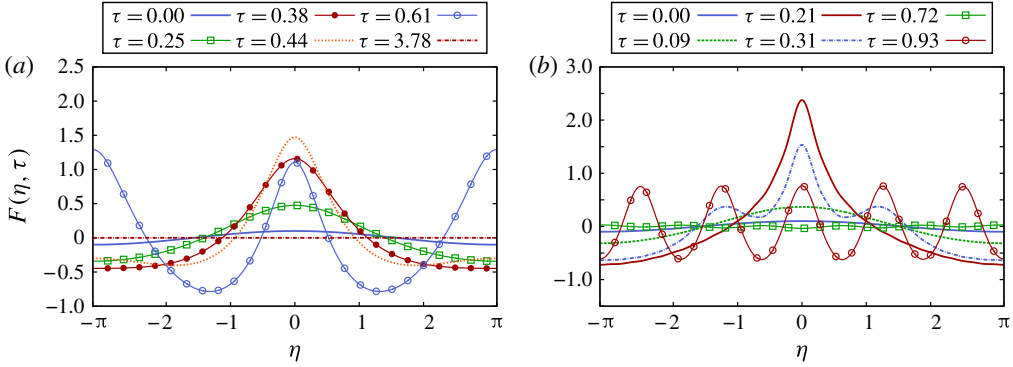 τ = 0.00 τ = 0.38 τ = 0.61
τ = 0.25 τ = 0.44 τ = 3.78
(a)
2.5
2.0
1.5
1.0
0.5
0
−0.5
−1.0
F(η, τ)
−π −1 0 1 2 π
η
τ = 0.00 τ = 0.21 τ = 0.72
τ = 0.09 τ = 0.31 τ = 0.93
(b)
3.0
2.0
1.0
0
−1.0
−π −2 −1 0 1 2 π
η